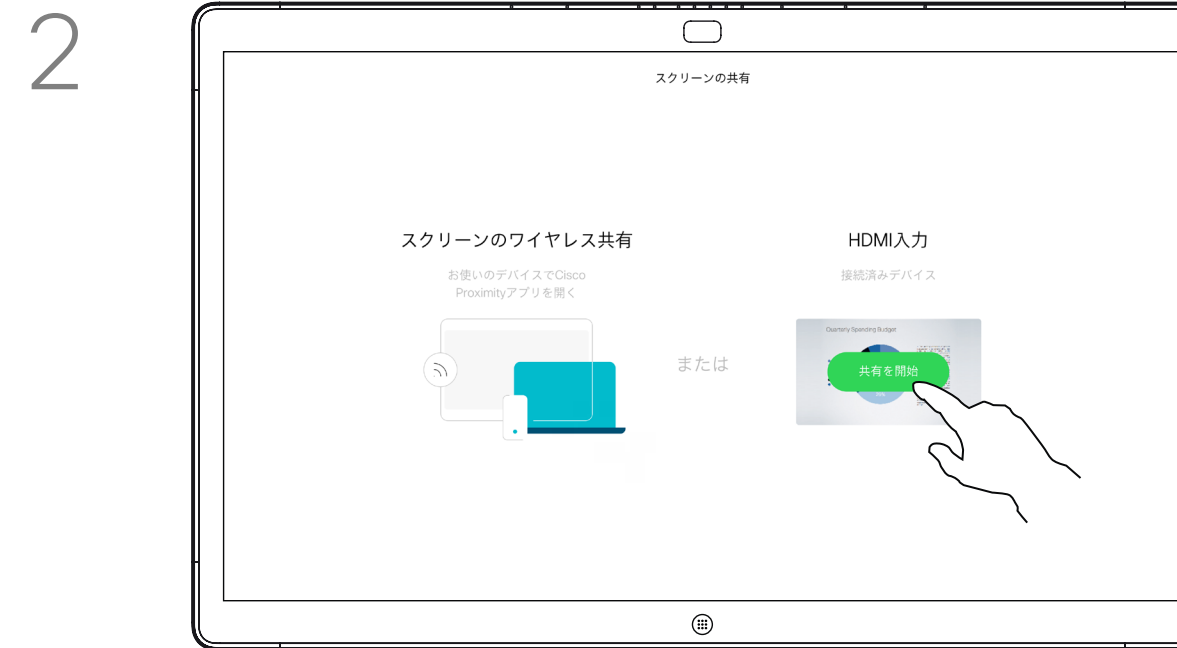 2
スクリーンの共有
スクリーンのワイヤレス共有
お使いのデバイスでCisco
Proximityアプリを開く
または
HDMI入力
接続済みデバイス
Quarterly Spending Budget
共有を開始